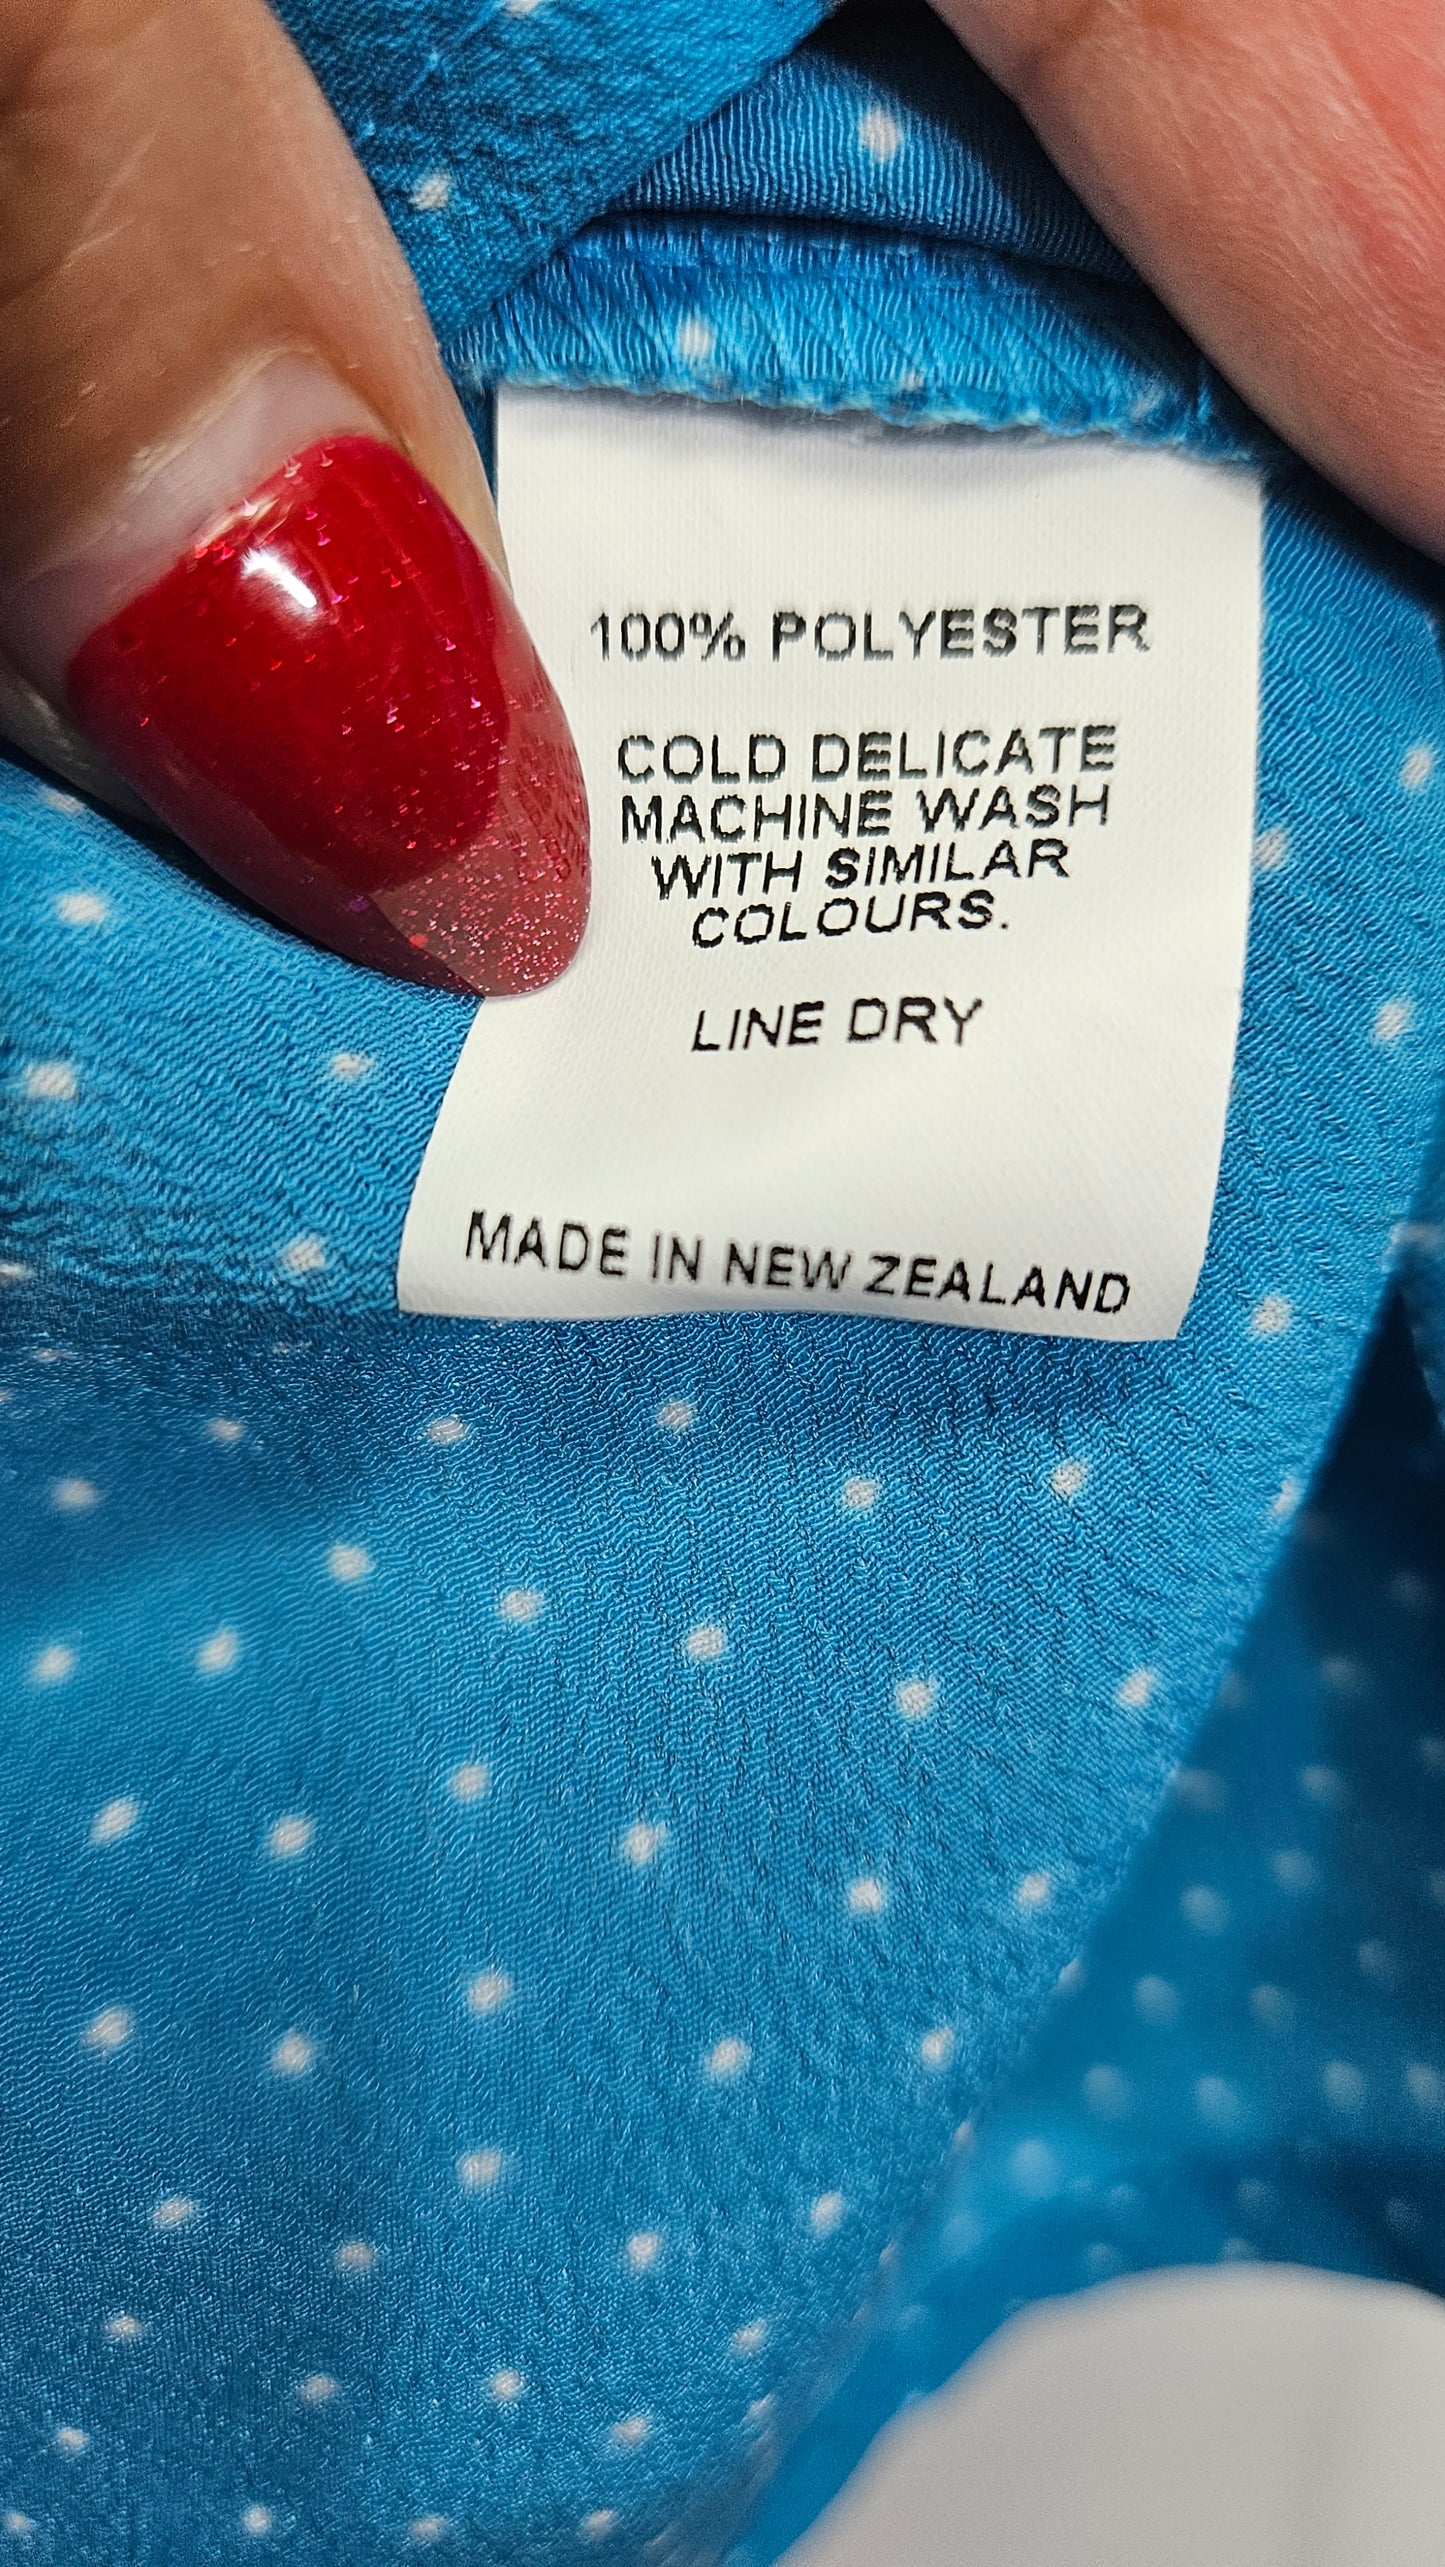 100% POLYESTER
COLD DELICATE
MACHINE WASH
WITH SIMILAR
COLOURS.
LINE DRY
MADE IN NEW ZEALAND